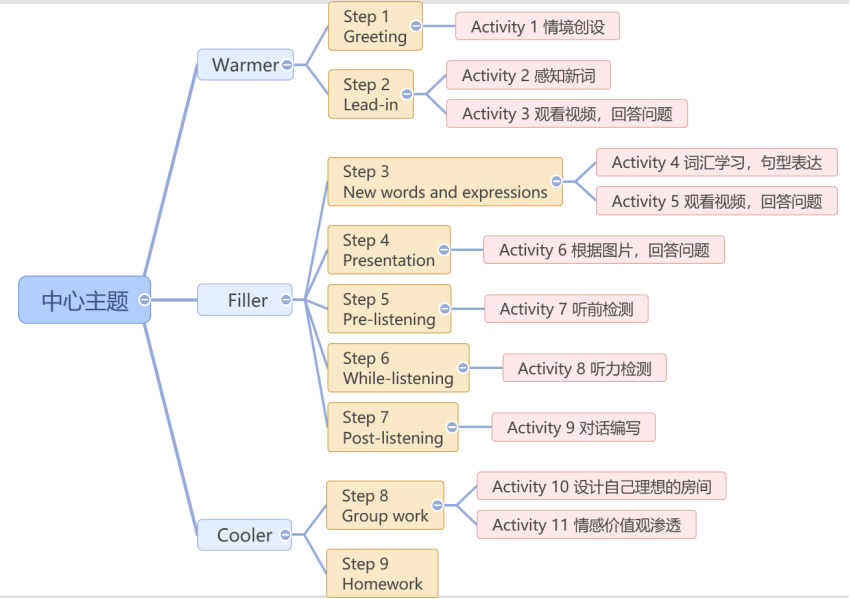 中心主题
Warmer
Step 1
Greeting
Activity 1 情境创设
Step 2
Lead-in
Activity 2 感知新词
Activity 3 观看视频，回答问题
Filler
Step 3
New words and expressions
Activity 4 词汇学习，句型表达
Activity 5 观看视频，回答问题
Step 4
Presentation
Activity 6 根据图片，回答问题
Step 5
Pre-listening
Activity 7 听前检测
Step 6
While-listening
Activity 8 听力检测
Step 7
Post-listening
Activity 9 对话编写
Cooler
Step 8
Group work
Activity 10 设计自己理想的房间
Activity 11 情感价值观渗透
Step 9
Homework